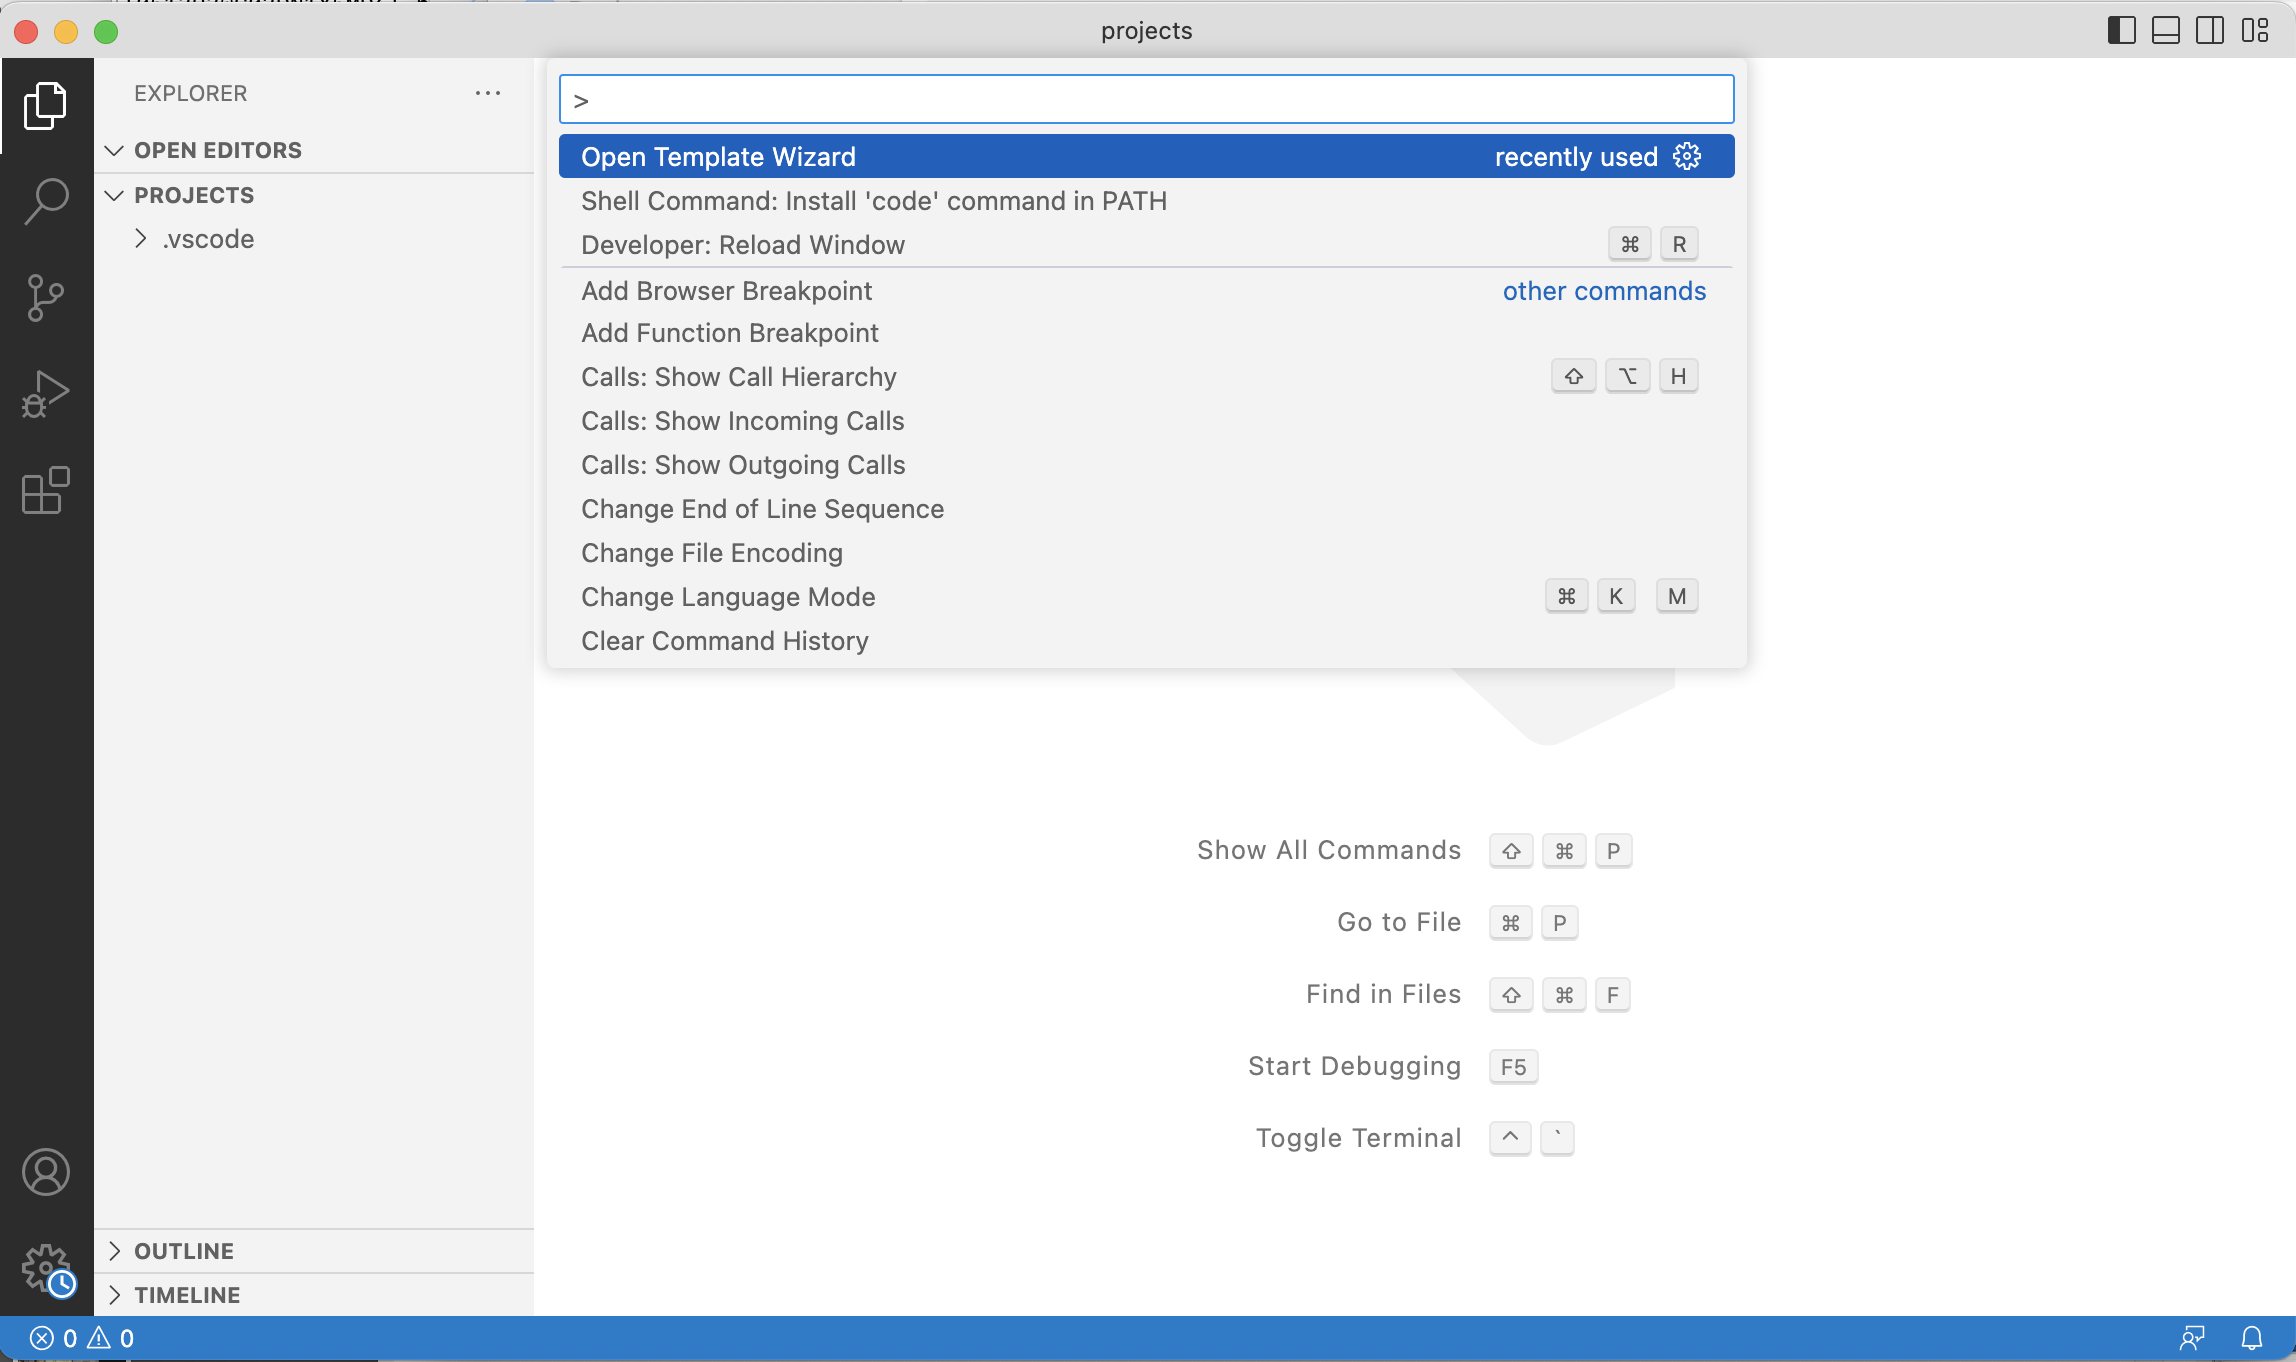 projects
EXPLORER
OPEN EDITORS
PROJECTS
.vscode
OUTLINE
TIMELINE
>
Open Template Wizard recently used
Shell Command: Install 'code' command in PATH
Developer: Reload Window ⌘ R
Add Browser Breakpoint other commands
Add Function Breakpoint
Calls: Show Call Hierarchy ⇧ ⌥ H
Calls: Show Incoming Calls
Calls: Show Outgoing Calls
Change End of Line Sequence
Change File Encoding
Change Language Mode ⌘ K M
Clear Command History
Show All Commands ⇧ ⌘ P
Go to File ⌘ P
Find in Files ⇧ ⌘ F
Start Debugging F5
Toggle Terminal ^ `
0 0